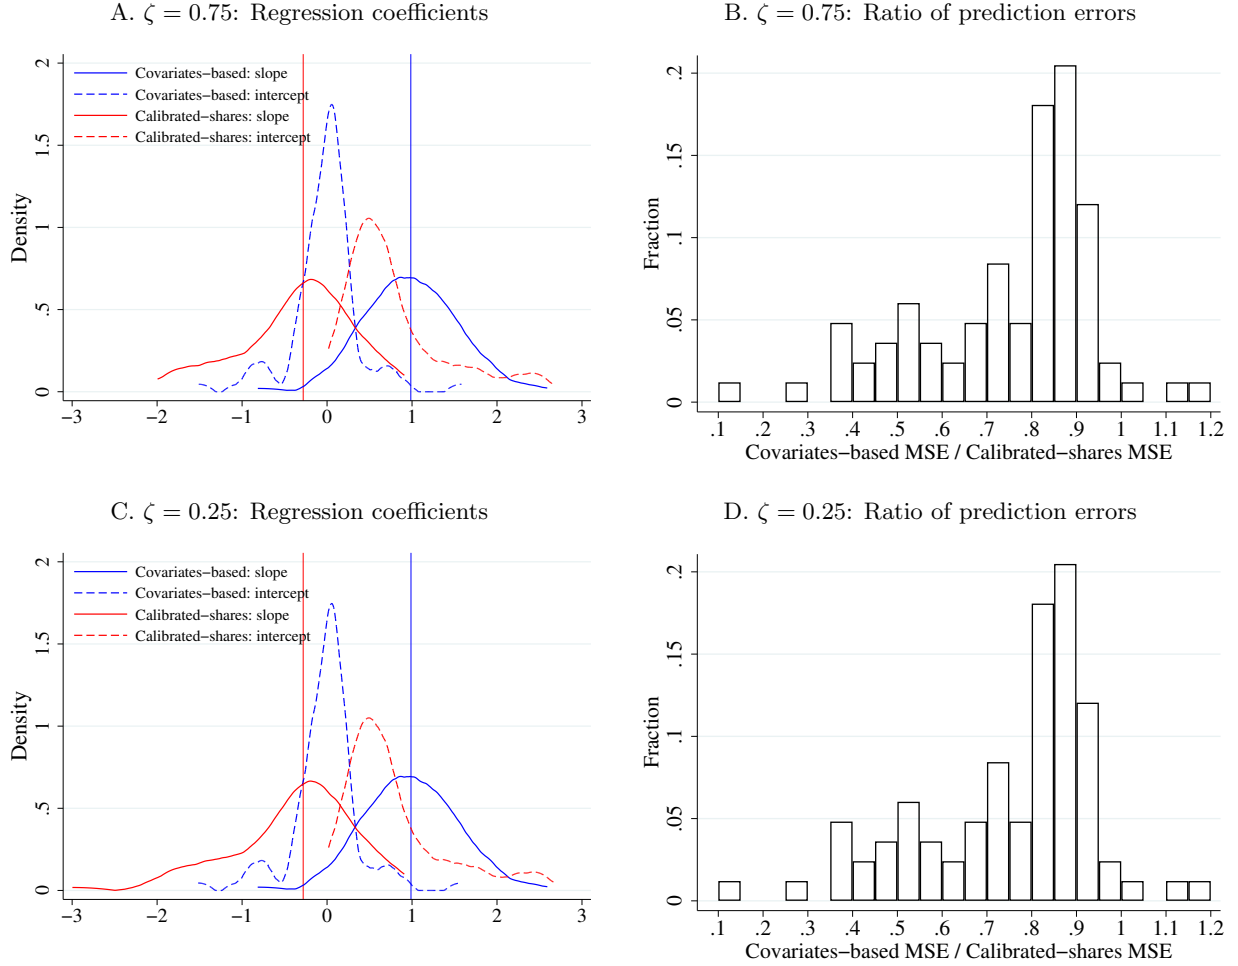 A. ζ = 0.75: Regression coefficients
Density
2
1.5
1
.5
0
Covariates−based: slope
Covariates−based: intercept
Calibrated−shares: slope
Calibrated−shares: intercept
−3 −2 −1 0 1 2 3
B. ζ = 0.75: Ratio of prediction errors
Fraction
.2
.15
.1
.05
0
.1 .2 .3 .4 .5 .6 .7 .8 .9 1 1.1 1.2
Covariates−based MSE / Calibrated−shares MSE
C. ζ = 0.25: Regression coefficients
Density
2
1.5
1
.5
0
Covariates−based: slope
Covariates−based: intercept
Calibrated−shares: slope
Calibrated−shares: intercept
−3 −2 −1 0 1 2 3
D. ζ = 0.25: Ratio of prediction errors
Fraction
.2
.15
.1
.05
0
.1 .2 .3 .4 .5 .6 .7 .8 .9 1 1.1 1.2
Covariates−based MSE / Calibrated−shares MSE